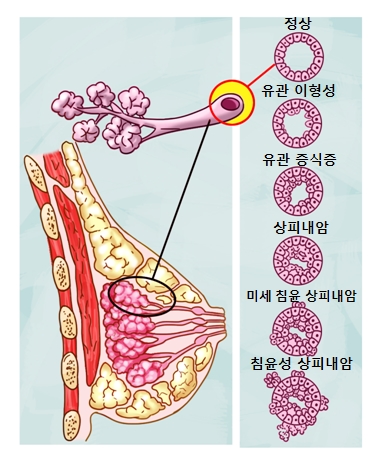 정상
유관 이형성
유관 증식증
상피내암
미세 침윤 상피내암
침윤성 상피내암